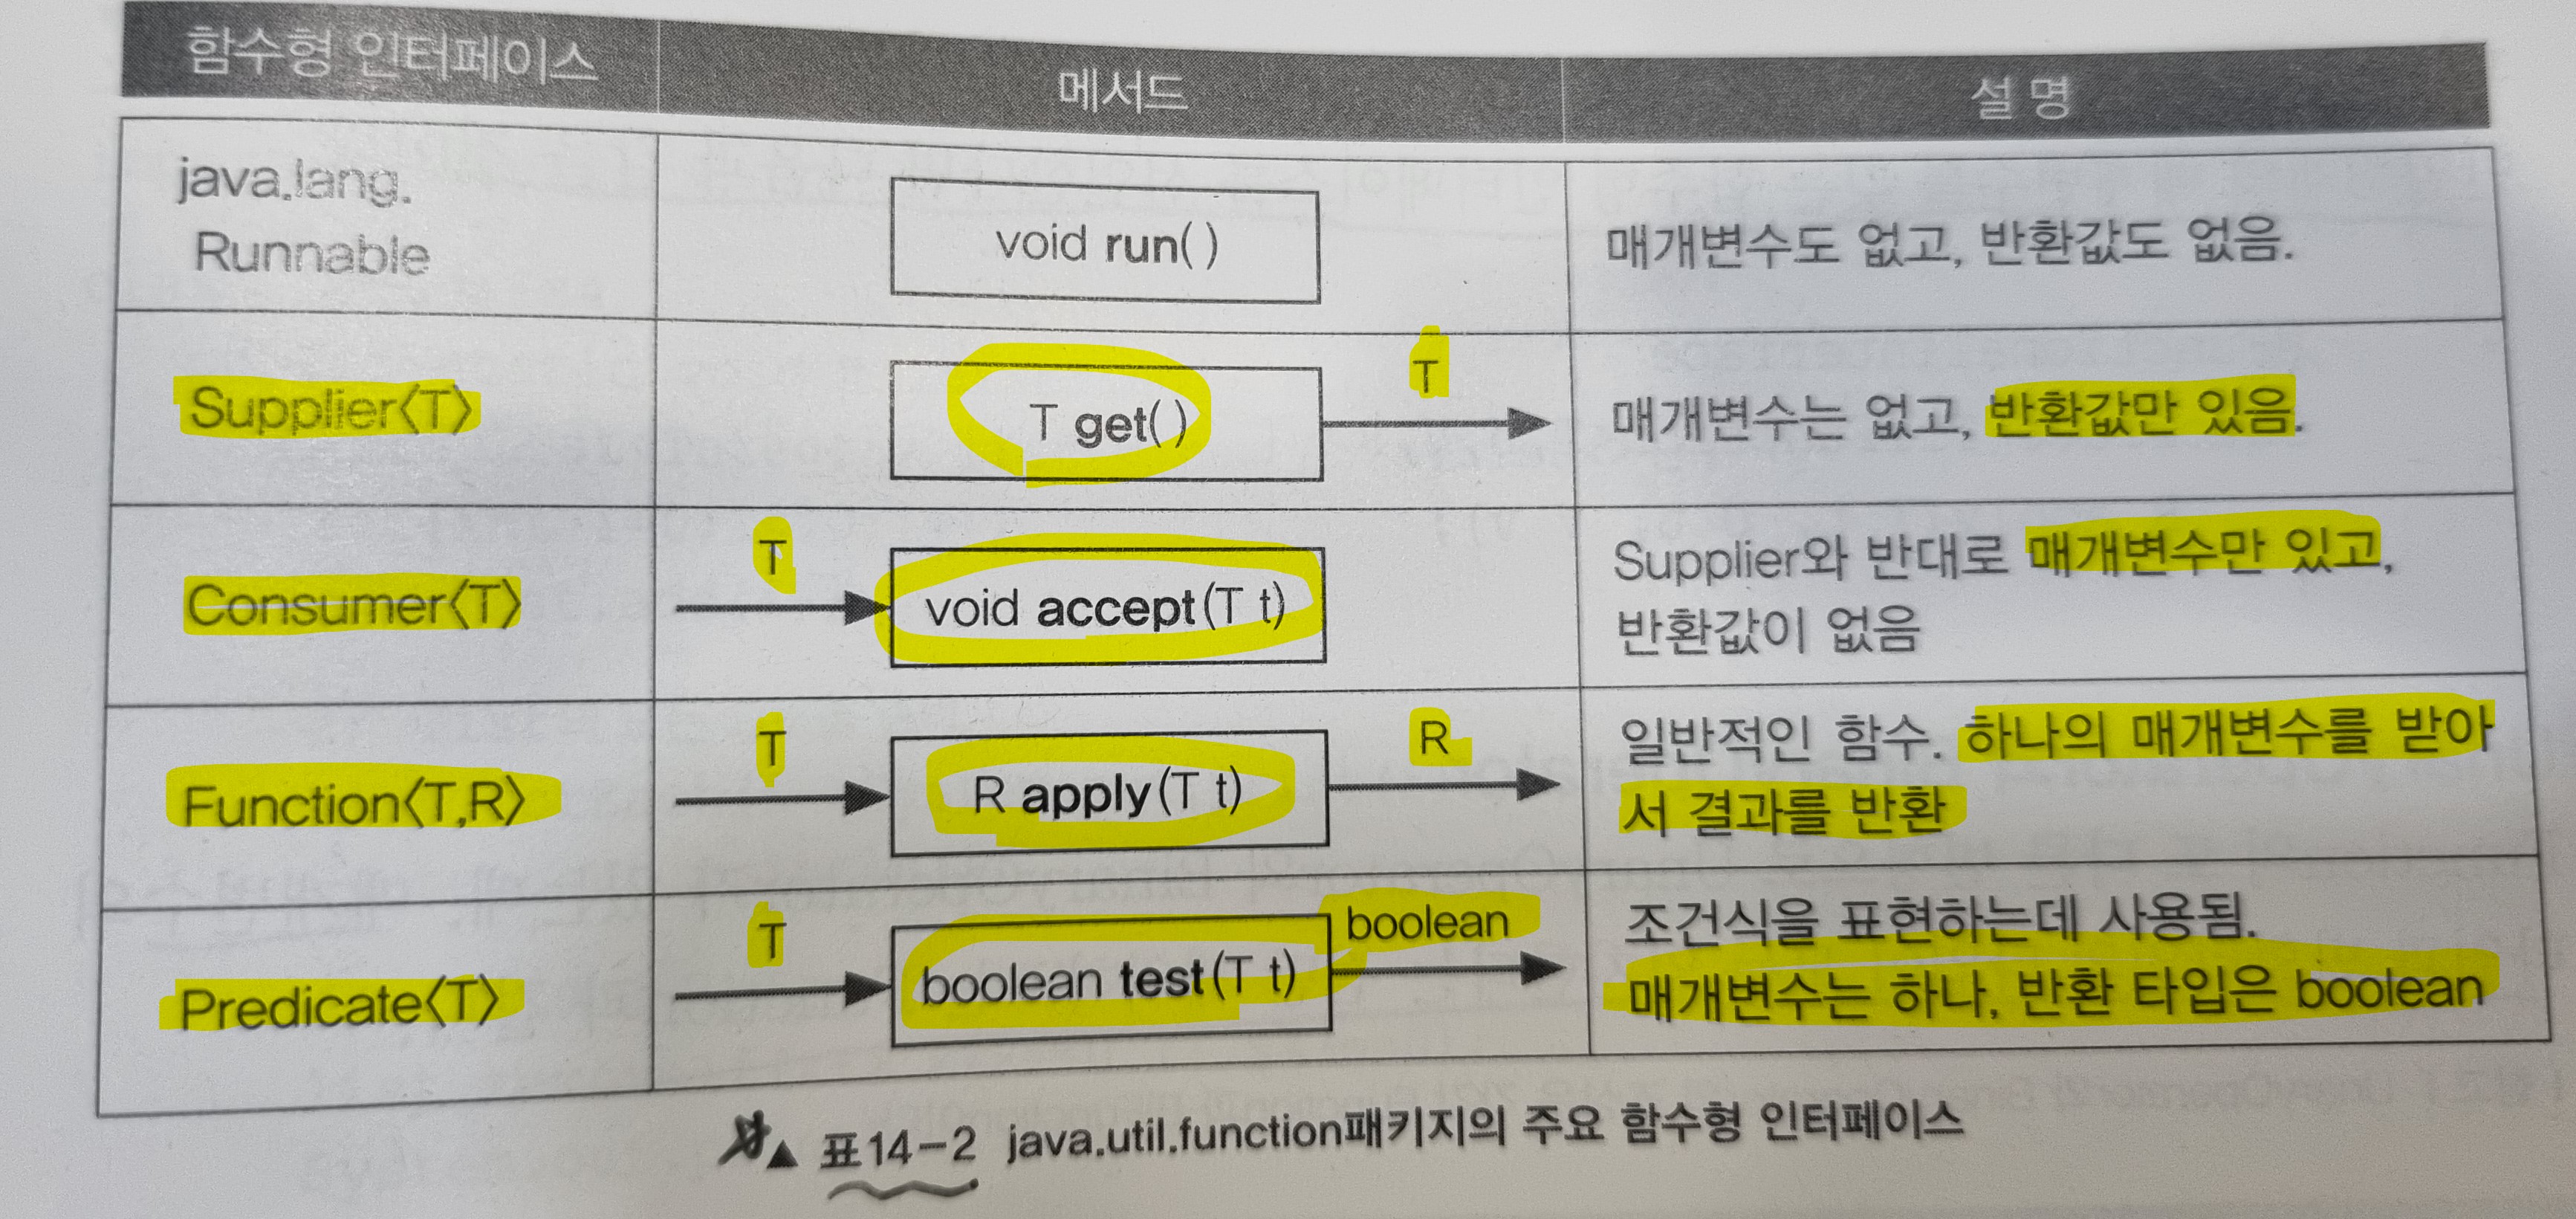 함수형 인터페이스 메서드 설 명
java.lang.
Runnable
void run( )
매개변수도 없고, 반환값도 없음.
Supplier〈T〉
T get( )
T
매개변수는 없고, 반환값만 있음.
Consumer〈T〉
T
void accept(T t)
Supplier와 반대로 매개변수만 있고,
반환값이 없음
Function〈T,R〉
T
R apply(T t)
R
일반적인 함수. 하나의 매개변수를 받아
서 결과를 반환
Predicate〈T〉
T
boolean test(T t)
boolean
조건식을 표현하는데 사용됨.
매개변수는 하나, 반환 타입은 boolean
▲ 표14-2 java.util.function패키지의 주요 함수형 인터페이스